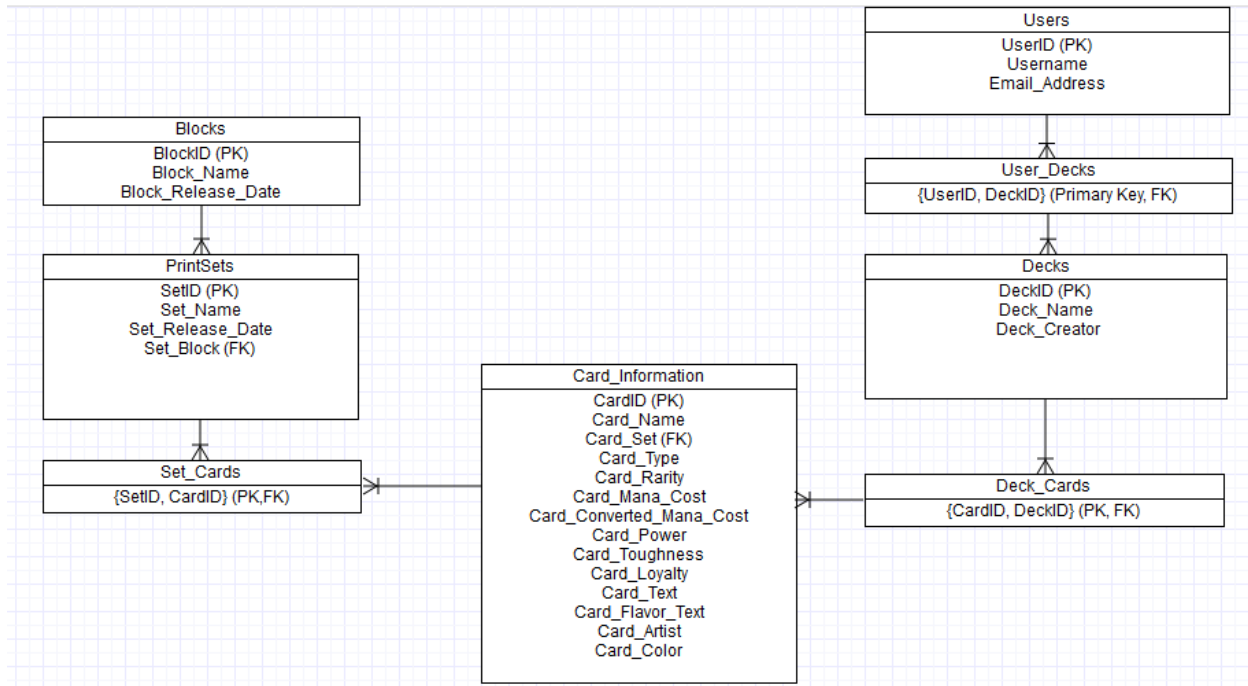 Users
UserID (PK)
Username
Email_Address
Blocks
BlockID (PK)
Block_Name
Block_Release_Date
User_Decks
{UserID, DeckID} (Primary Key, FK)
PrintSets
SetID (PK)
Set_Name
Set_Release_Date
Set_Block (FK)
Decks
DeckID (PK)
Deck_Name
Deck_Creator
Card_Information
CardID (PK)
Card_Name
Card_Set (FK)
Card_Type
Card_Rarity
Card_Mana_Cost
Card_Converted_Mana_Cost
Card_Power
Card_Toughness
Card_Loyalty
Card_Text
Card_Flavor_Text
Card_Artist
Card_Color
Set_Cards
{SetID, CardID} (PK,FK)
Deck_Cards
{CardID, DeckID} (PK, FK)